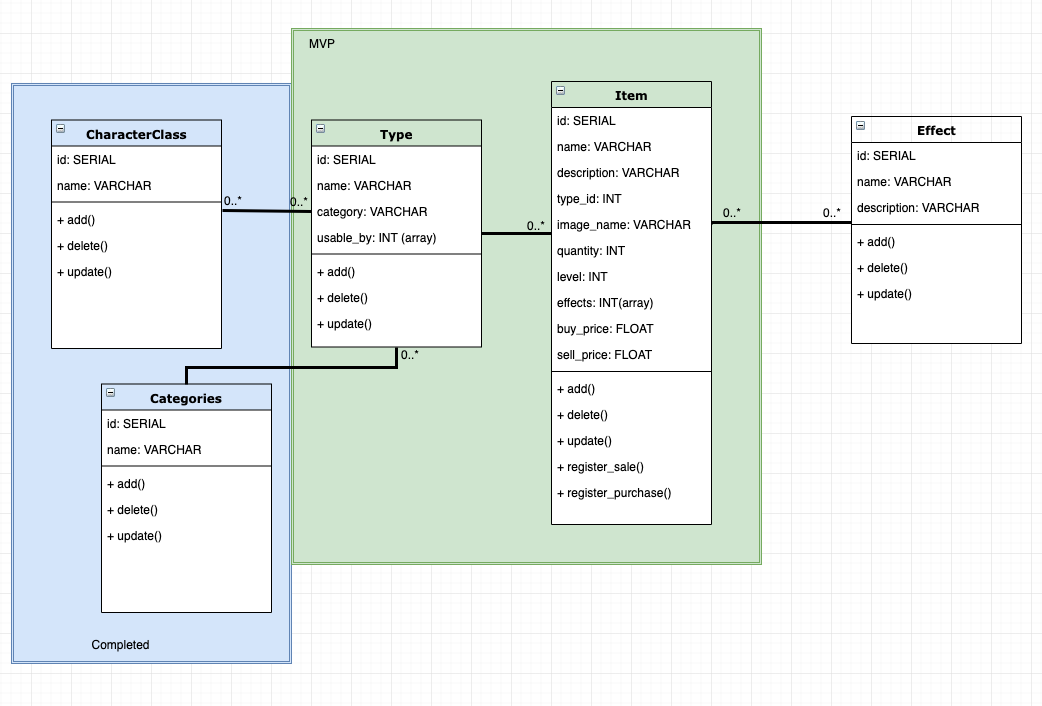 MVP
CharacterClass
id: SERIAL
name: VARCHAR
+ add()
+ delete()
+ update()
0..*
0..*
Type
id: SERIAL
name: VARCHAR
category: VARCHAR
usable_by: INT (array)
+ add()
+ delete()
+ update()
0..*
0..*
Item
id: SERIAL
name: VARCHAR
description: VARCHAR
type_id: INT
image_name: VARCHAR
quantity: INT
level: INT
effects: INT(array)
buy_price: FLOAT
sell_price: FLOAT
+ add()
+ delete()
+ update()
+ register_sale()
+ register_purchase()
0..*
0..*
Effect
id: SERIAL
name: VARCHAR
description: VARCHAR
+ add()
+ delete()
+ update()
Categories
id: SERIAL
name: VARCHAR
+ add()
+ delete()
+ update()
Completed